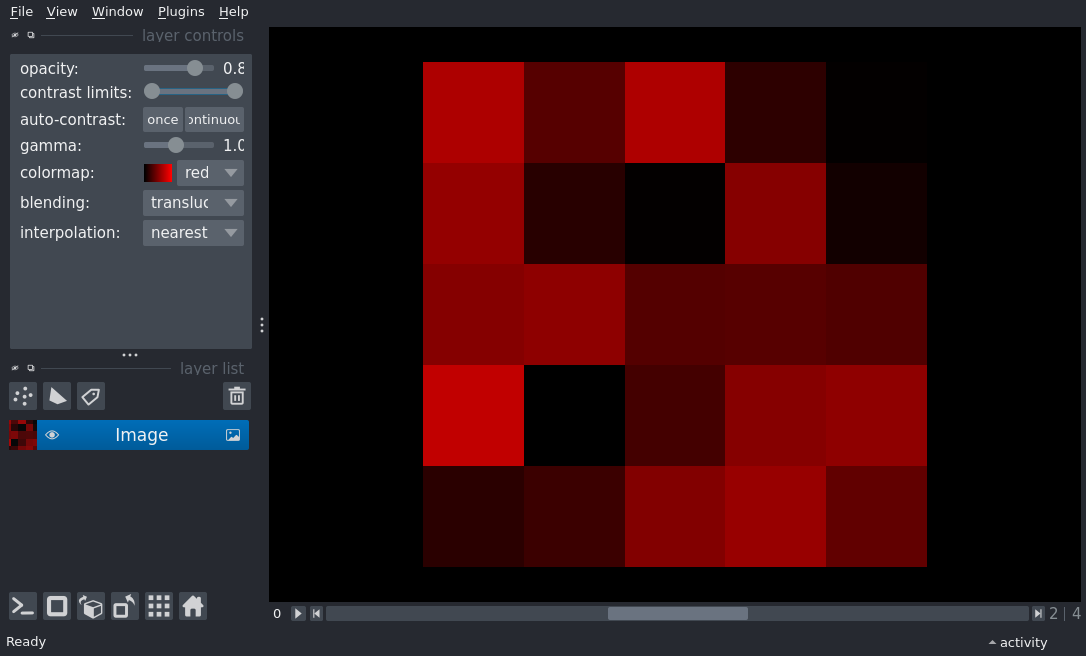 File View Window Plugins Help
layer controls
opacity: 0.8
contrast limits:
auto-contrast: once ontinuou
gamma: 1.0
colormap: red
blending: transluc
interpolation: nearest
layer list
Image
0 2 | 4
Ready
activity